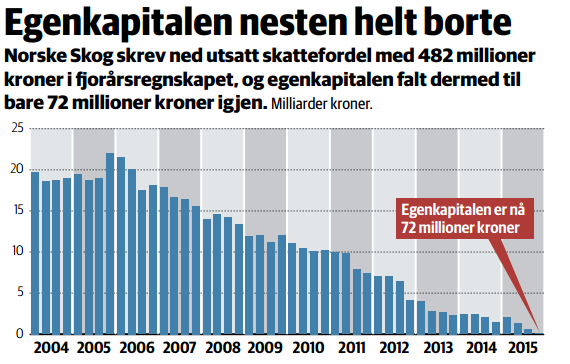 Egenkapitalen nesten helt borte
Norske Skog skrev ned utsatt skattefordel med 482 millioner
kroner i fjorårsregnskapet, og egenkapitalen falt dermed til
bare 72 millioner kroner igjen. Milliarder kroner.
25
20
15
10
5
0
Egenkapitalen er nå
72 millioner kroner
2004 2005 2006 2007 2008 2009 2010 2011 2012 2013 2014 2015